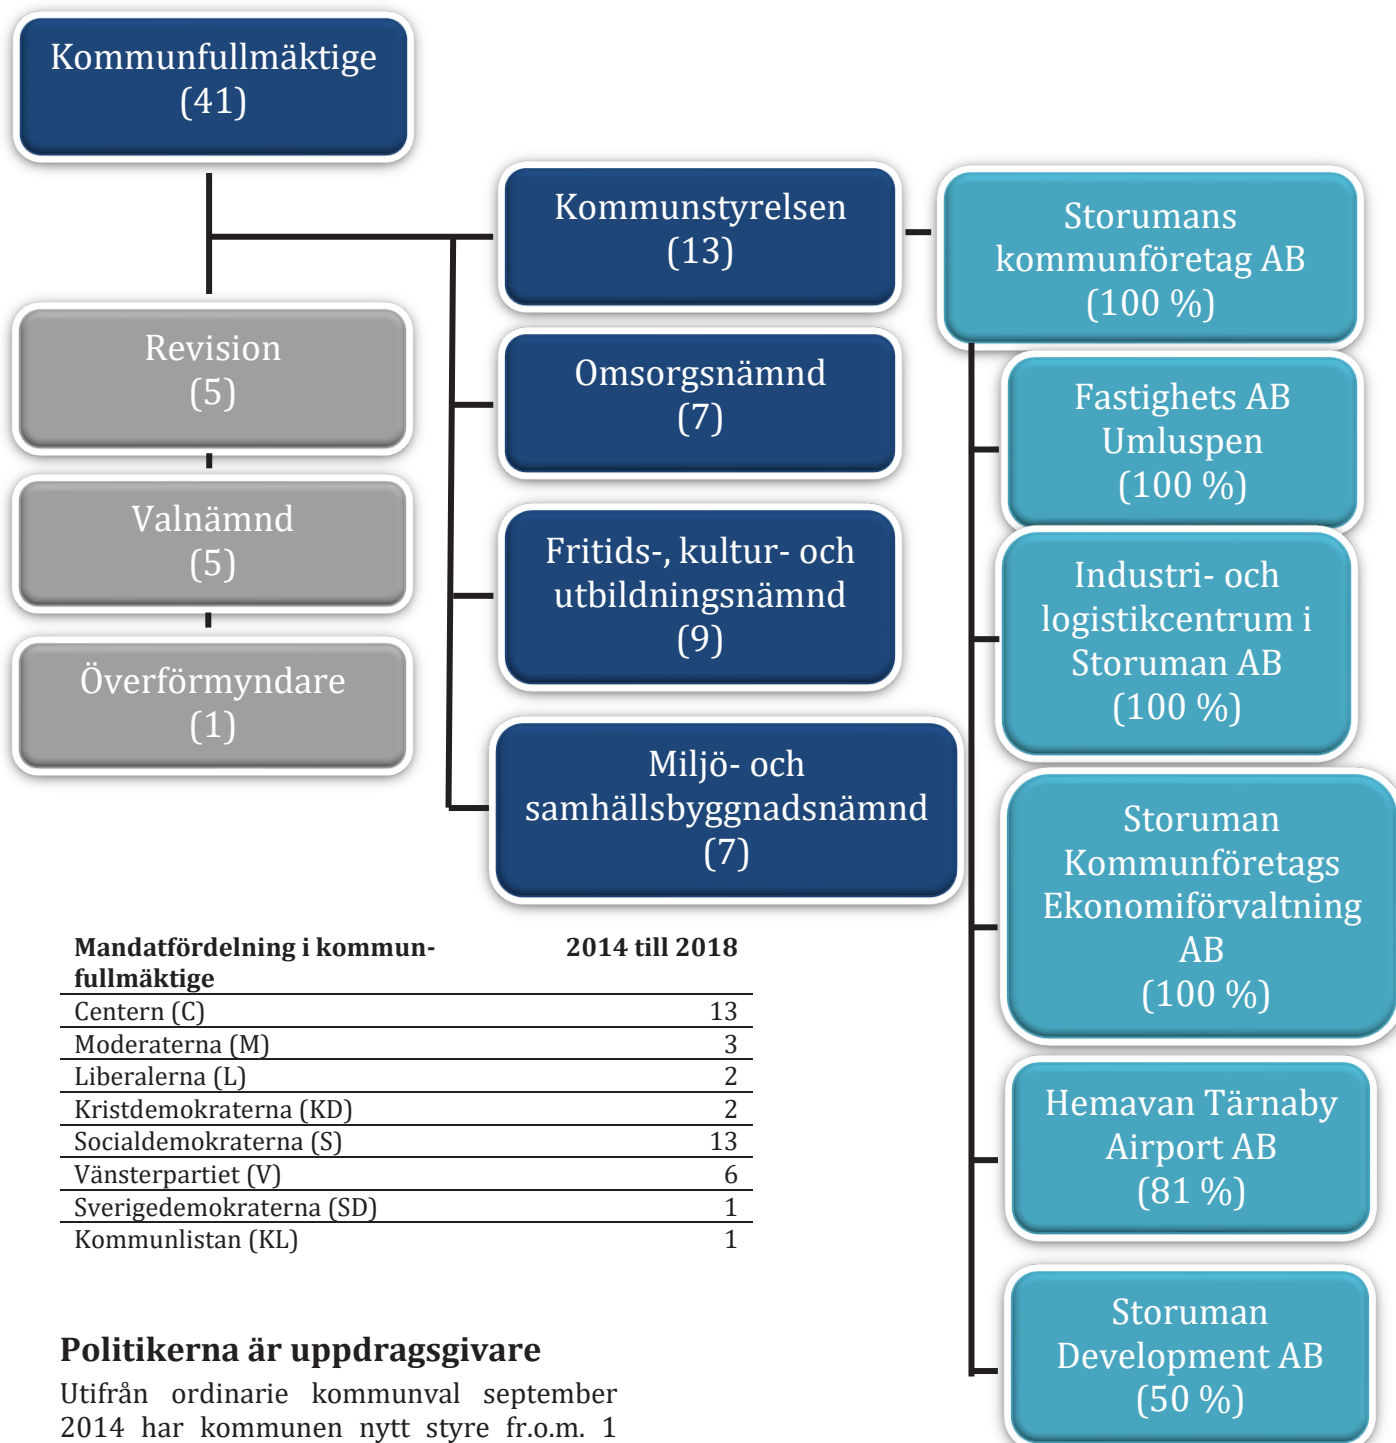 Kommunfullmäktige
(41)
Revision
(5)
Valnämnd
(5)
Överförmyndare
(1)
Kommunstyrelsen
(13)
Omsorgsnämnd
(7)
Fritids-, kultur- och
utbildningsnämnd
(9)
Miljö- och
samhällsbyggnadsnämnd
(7)
Storumans
kommunföretag AB
(100 %)
Fastighets AB
Umluspen
(100 %)
Industri- och
logistikcentrum i
Storuman AB
(100 %)
Storuman
Kommunföretags
Ekonomiförvaltning
AB
(100 %)
Hemavan Tärnaby
Airport AB
(81 %)
Storuman
Development AB
(50 %)
Mandatfördelning i kommun- 2014 till 2018
fullmäktige
Centern (C) 13
Moderaterna (M) 3
Liberalerna (L) 2
Kristdemokraterna (KD) 2
Socialdemokraterna (S) 13
Vänsterpartiet (V) 6
Sverigedemokraterna (SD) 1
Kommunlistan (KL) 1
Politikerna är uppdragsgivare
Utifrån ordinarie kommunval september
2014 har kommunen nytt styre fr.o.m. 1